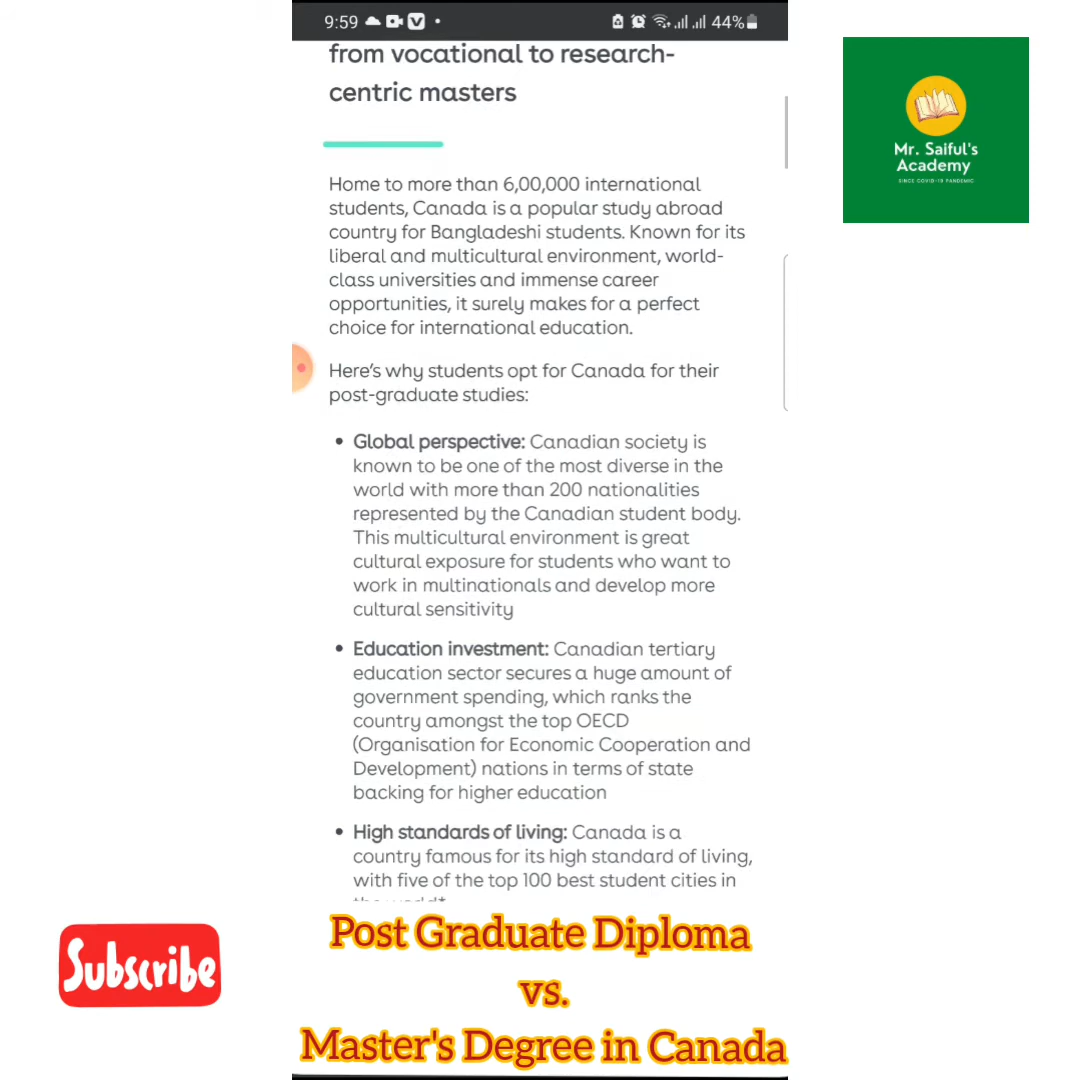 9:59
44%
from vocational to research-
centric masters
Home to more than 6,00,000 international
students, Canada is a popular study abroad
country for Bangladeshi students. Known for its
liberal and multicultural environment, world-
class universities and immense career
opportunities, it surely makes for a perfect
choice for international education.
Here's why students opt for Canada for their
post-graduate studies:
• Global perspective: Canadian society is
known to be one of the most diverse in the
world with more than 200 nationalities
represented by the Canadian student body.
This multicultural environment is great
cultural exposure for students who want to
work in multinationals and develop more
cultural sensitivity
• Education investment: Canadian tertiary
education sector secures a huge amount of
government spending, which ranks the
country amongst the top OECD
(Organisation for Economic Cooperation and
Development) nations in terms of state
backing for higher education
• High standards of living: Canada is a
country famous for its high standard of living,
with five of the top 100 best student cities in
Mr. Saiful's
Academy
SINCE COVID-19 PANDEMIC
Subscribe
Post Graduate Diploma
vs.
Master's Degree in Canada